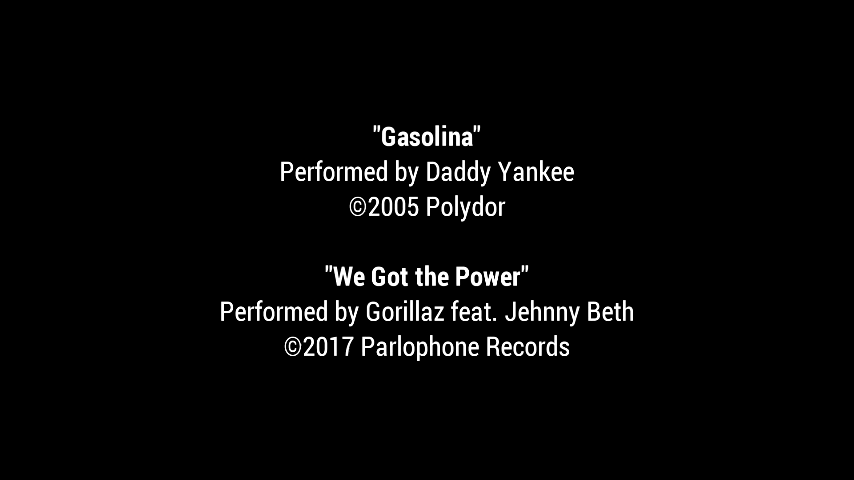 "Gasolina"
Performed by Daddy Yankee
©2005 Polydor
"We Got the Power"
Performed by Gorillaz feat. Jehnny Beth
©2017 Parlophone Records